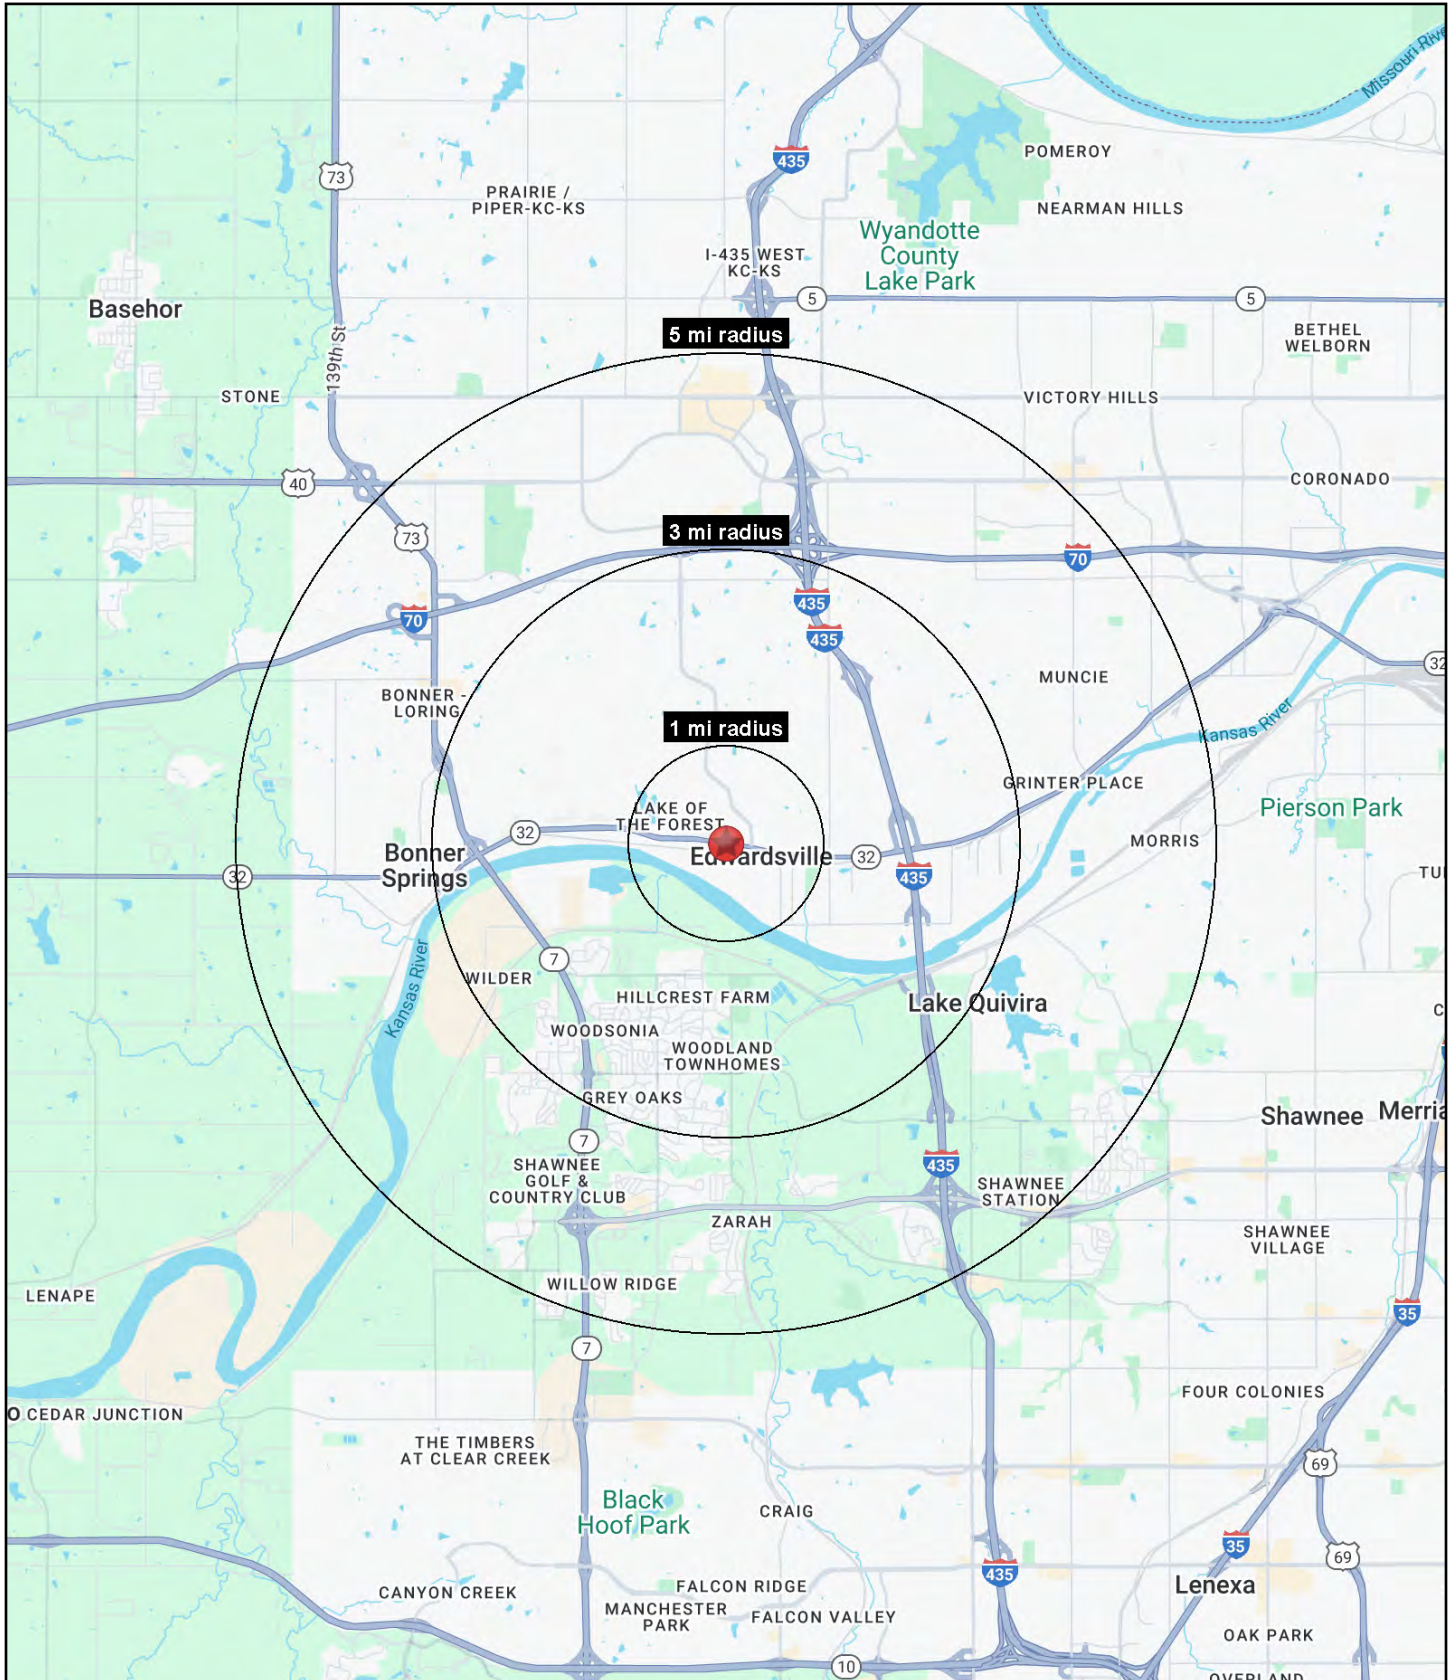 Missouri River
POMEROY
435
73
PRAIRIE /
PIPER-KC-KS
NEARMAN HILLS
Wyandotte
County
Lake Park
I-435 WEST
KC-KS
5
5
Basehor
5 mi radius
BETHEL
WELBORN
139th St
STONE
VICTORY HILLS
40
CORONADO
73
3 mi radius
70
435
70
435
32
MUNCIE
BONNER -
LORING
Kansas River
1 mi radius
GRINTER PLACE
LAKE OF
THE FOREST
Pierson Park
32
MORRIS
Edwardsville
32
Bonner
Springs
32
435
TU
7
Kansas River
WILDER
HILLCREST FARM
Lake Quivira
C
WOODSONIA
WOODLAND
TOWNHOMES
GREY OAKS
Shawnee
Merria
7
435
SHAWNEE
GOLF &
COUNTRY CLUB
SHAWNEE
STATION
ZARAH
SHAWNEE
VILLAGE
WILLOW RIDGE
LENAPE
35
7
FOUR COLONIES
O CEDAR JUNCTION
THE TIMBERS
AT CLEAR CREEK
69
Black
Hoof Park
CRAIG
35
69
435
CANYON CREEK
FALCON RIDGE
Lenexa
MANCHESTER
PARK
FALCON VALLEY
OAK PARK
10
OVERLAND